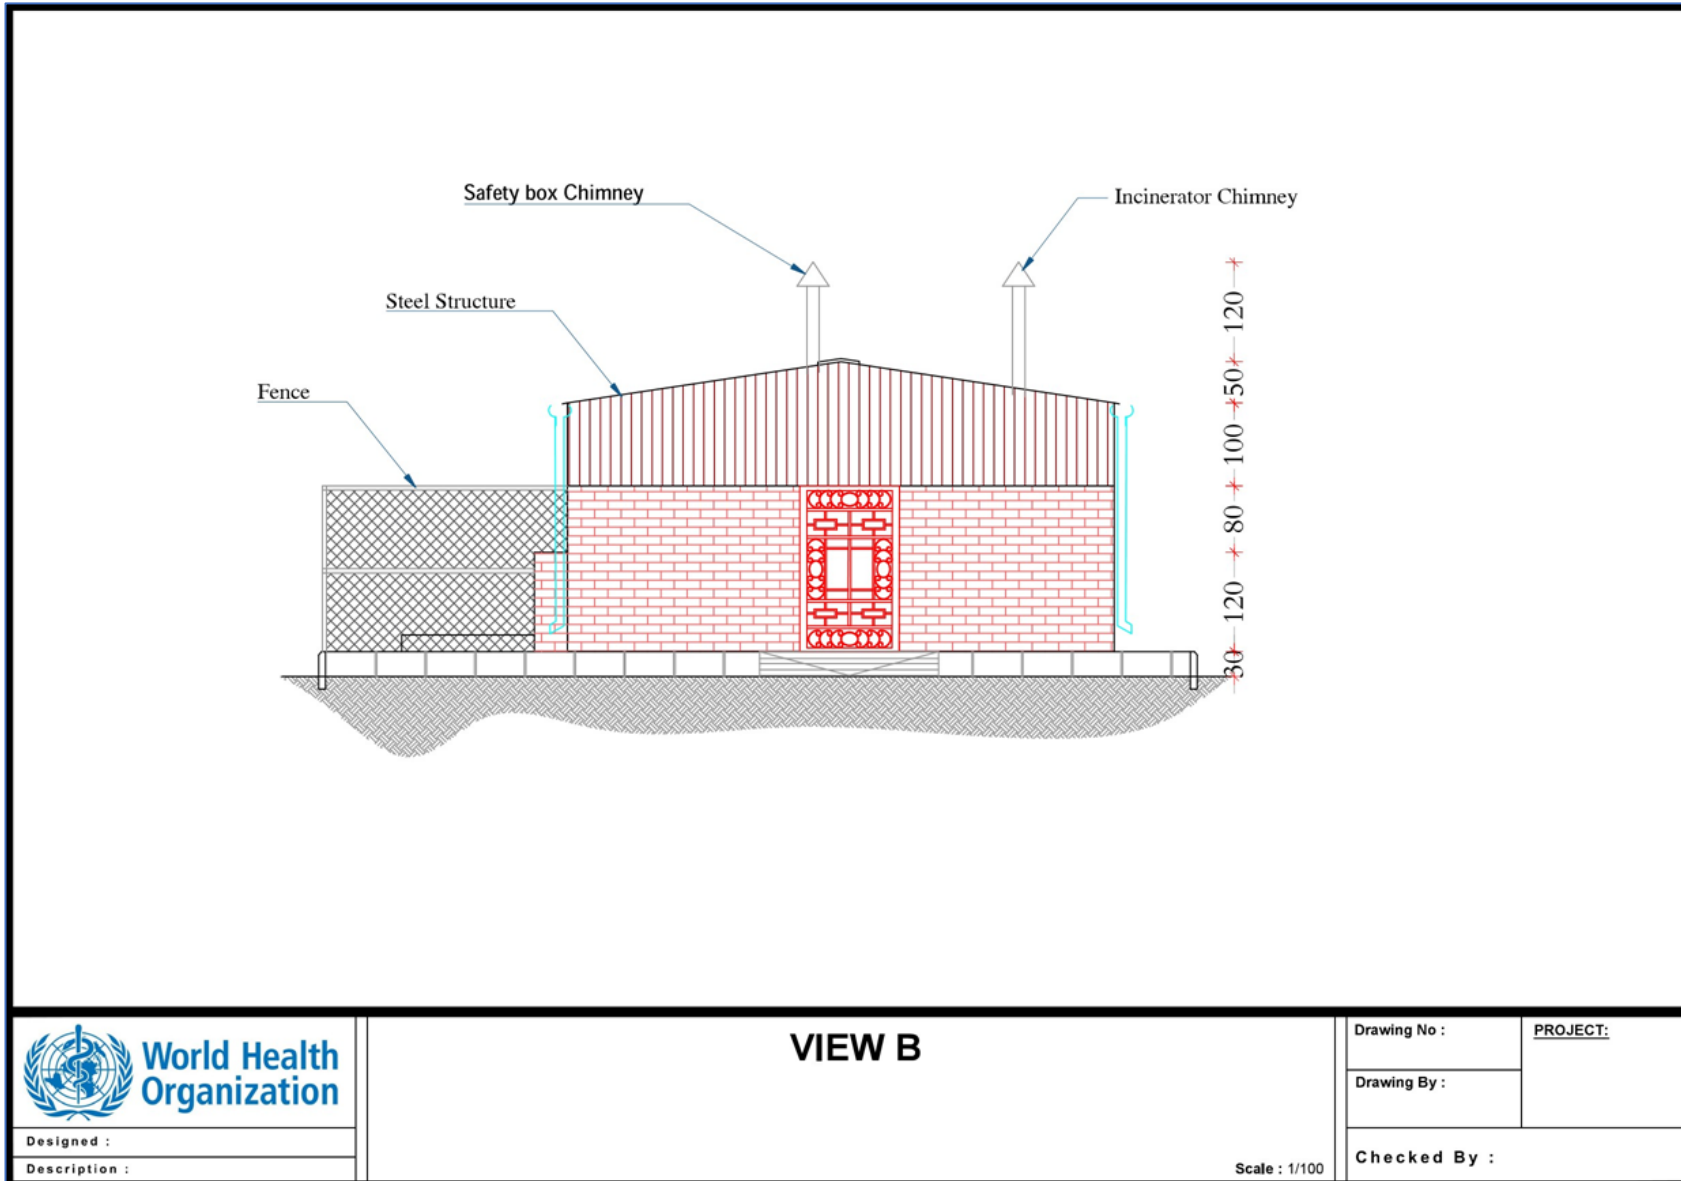 Safety box Chimney
Incinerator Chimney
Steel Structure
Fence
120
50
100
80
120
30
World Health
Organization
Designed :
Description :
VIEW B
Scale : 1/100
Drawing No :
PROJECT:
Drawing By :
Checked By :